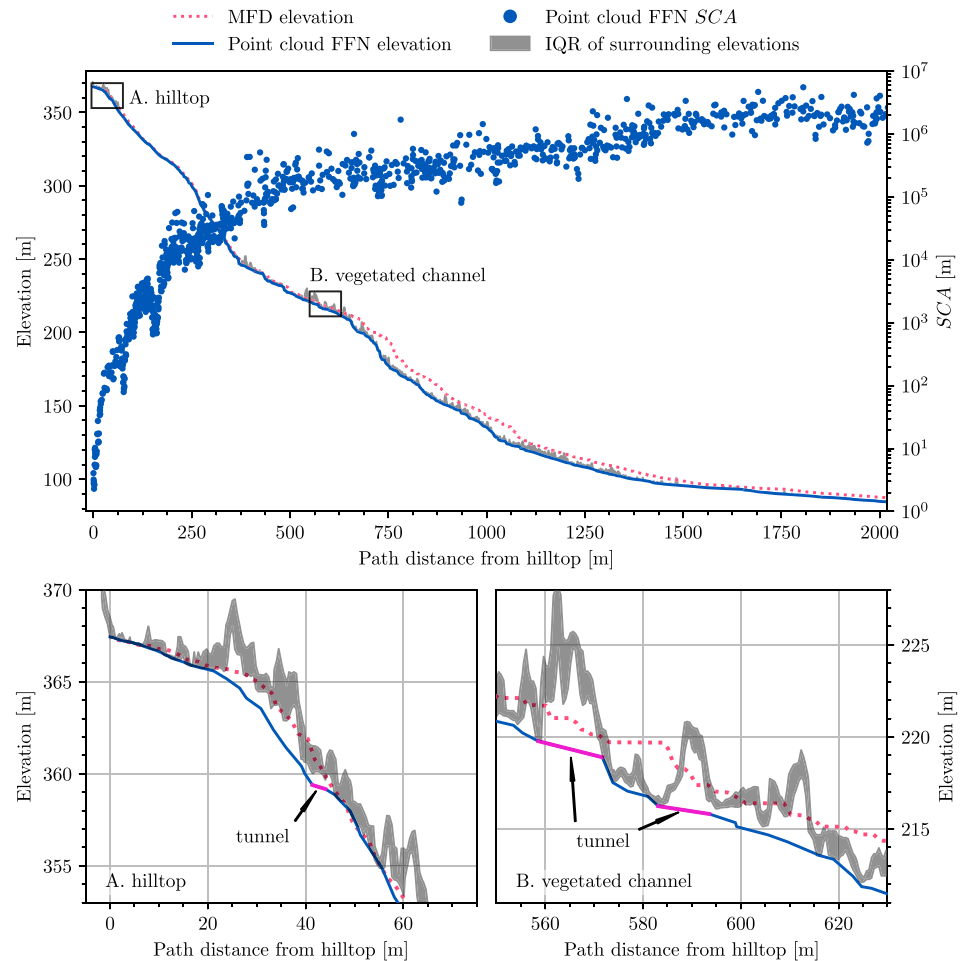 MFD elevation
Point cloud FFN elevation
Point cloud FFN SCA
IQR of surrounding elevations
A. hilltop
B. vegetated channel
Elevation [m]
350
300
250
200
150
100
SCA [m]
10^7
10^6
10^5
10^4
10^3
10^2
10^1
10^0
0 250 500 750 1000 1250 1500 1750 2000
Path distance from hilltop [m]
Elevation [m]
370
365
360
355
tunnel
A. hilltop
0 20 40 60
Path distance from hilltop [m]
225
220
215
Elevation [m]
tunnel
B. vegetated channel
560 580 600 620
Path distance from hilltop [m]